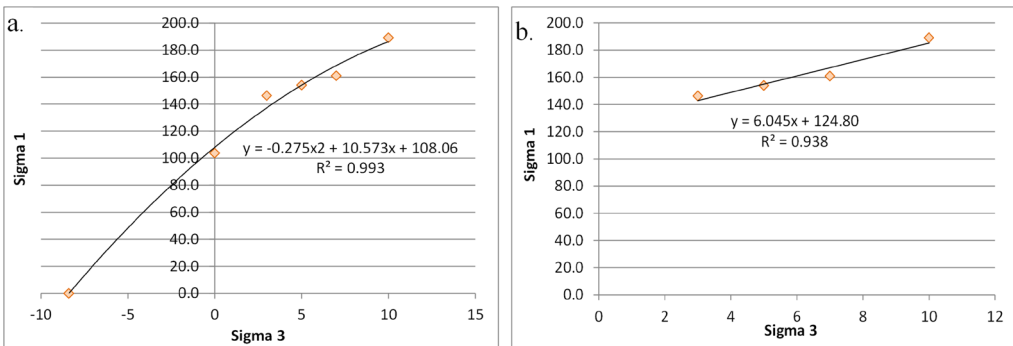 a.
200.0
180.0
160.0
140.0
120.0
100.0
80.0
60.0
40.0
20.0
0.0
-10 -5 0 5 10 15
Sigma 1
Sigma 3
y = -0.275x2 + 10.573x + 108.06
R² = 0.993
b.
200.0
180.0
160.0
140.0
120.0
100.0
80.0
60.0
40.0
20.0
0.0
0 2 4 6 8 10 12
Sigma 1
Sigma 3
y = 6.045x + 124.80
R² = 0.938